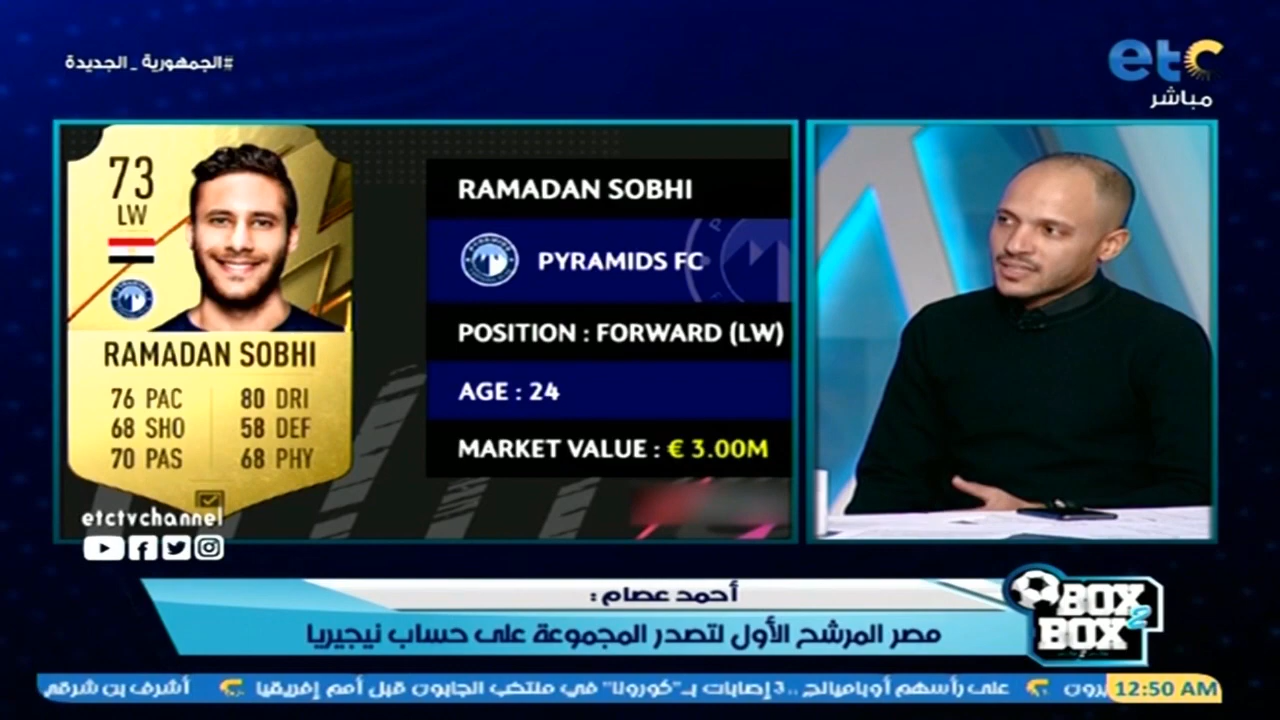 #الجمهورية_الجديدة
etc
مباشر
73
LW
RAMADAN SOBHI
76 PAC 80 DRI
68 SHO 58 DEF
70 PAS 68 PHY
RAMADAN SOBHI
PYRAMIDS FC
POSITION : FORWARD (LW)
AGE : 24
MARKET VALUE : € 3.00M
etctvchannel
أحمد عصام :
مصر المرشح الأول لتصدر المجموعة على حساب نيجيريا
BOX 2 BOX
على رأسهم أوباميانج ..3 إصابات بـ"كورونا" في منتخب الجابون قبل أمم إفريقيا
أشرف بن شرقي
12:50 AM